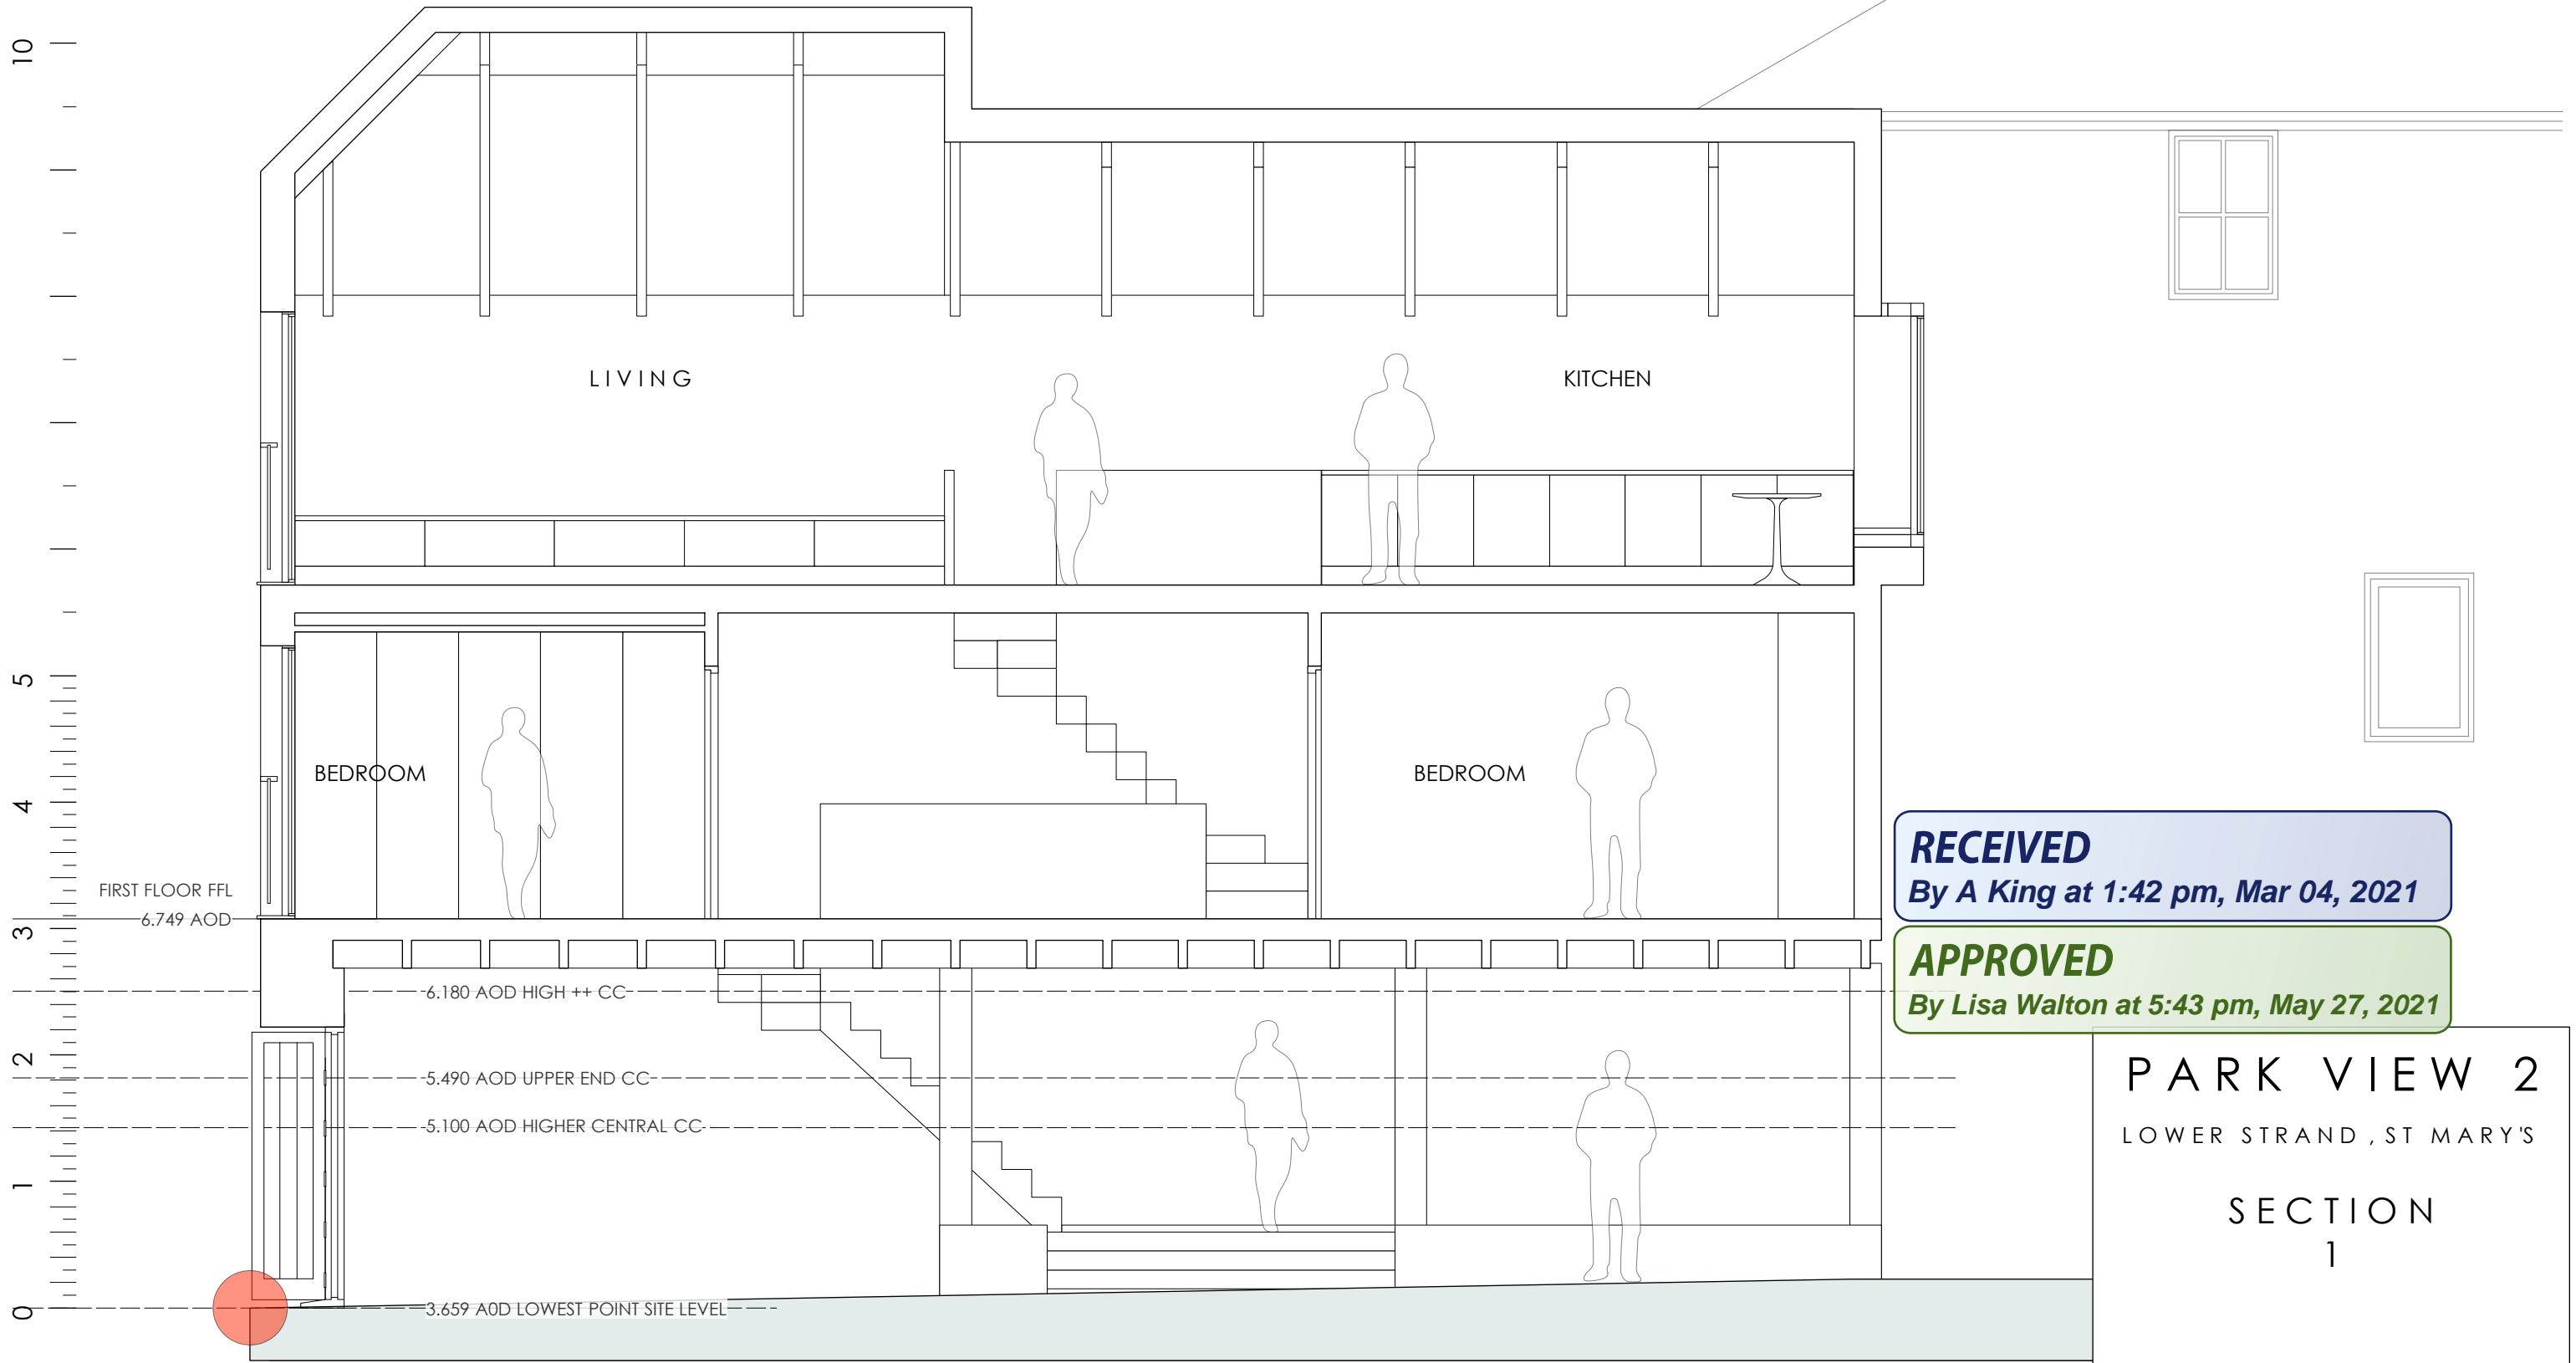 10
5
4
3
2
1
0
LIVING
KITCHEN
BEDROOM
BEDROOM
FIRST FLOOR FFL
6.749 AOD
6.180 AOD HIGH ++ CC
5.490 AOD UPPER END CC
5.100 AOD HIGHER CENTRAL CC
3.659 A0D LOWEST POINT SITE LEVEL
RECEIVED
By A King at 1:42 pm, Mar 04, 2021
APPROVED
By Lisa Walton at 5:43 pm, May 27, 2021
PARK VIEW 2
LOWER STRAND, ST MARY'S
SECTION
1